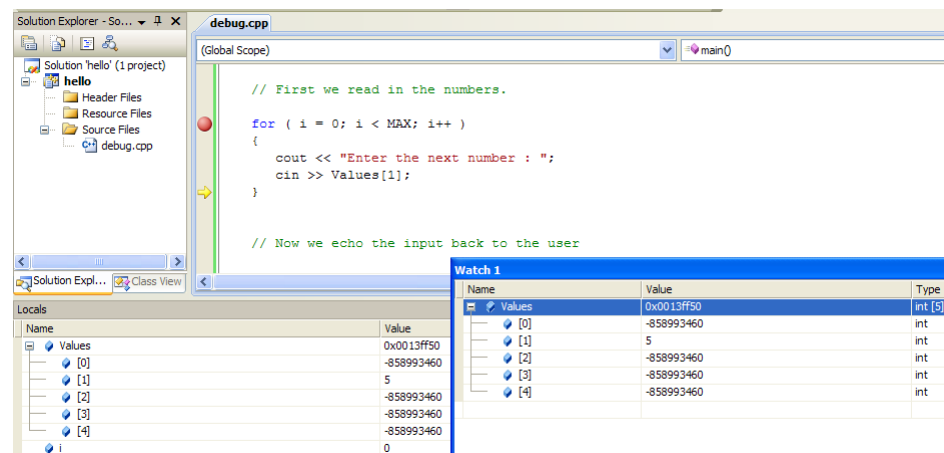 Solution Explorer - So...
debug.cpp
(Global Scope)
main()
Solution 'hello' (1 project)
hello
Header Files
Resource Files
Source Files
debug.cpp
// First we read in the numbers.
for ( i = 0; i < MAX; i++ )
{
cout << "Enter the next number : ";
cin >> Values[1];
}
// Now we echo the input back to the user
Solution Expl... Class View
Locals
Name Value
Values 0x0013ff50
[0] -858993460
[1] 5
[2] -858993460
[3] -858993460
[4] -858993460
i 0
Watch 1
Name Value Type
Values 0x0013ff50 int [5]
[0] -858993460 int
[1] 5 int
[2] -858993460 int
[3] -858993460 int
[4] -858993460 int